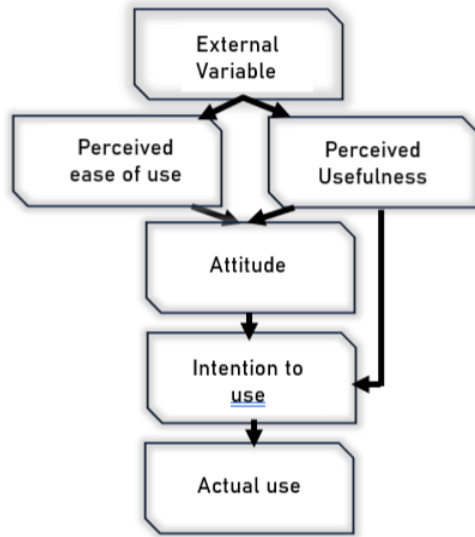 External
Variable
Perceived
ease of use
Perceived
Usefulness
Attitude
Intention to
use
Actual use